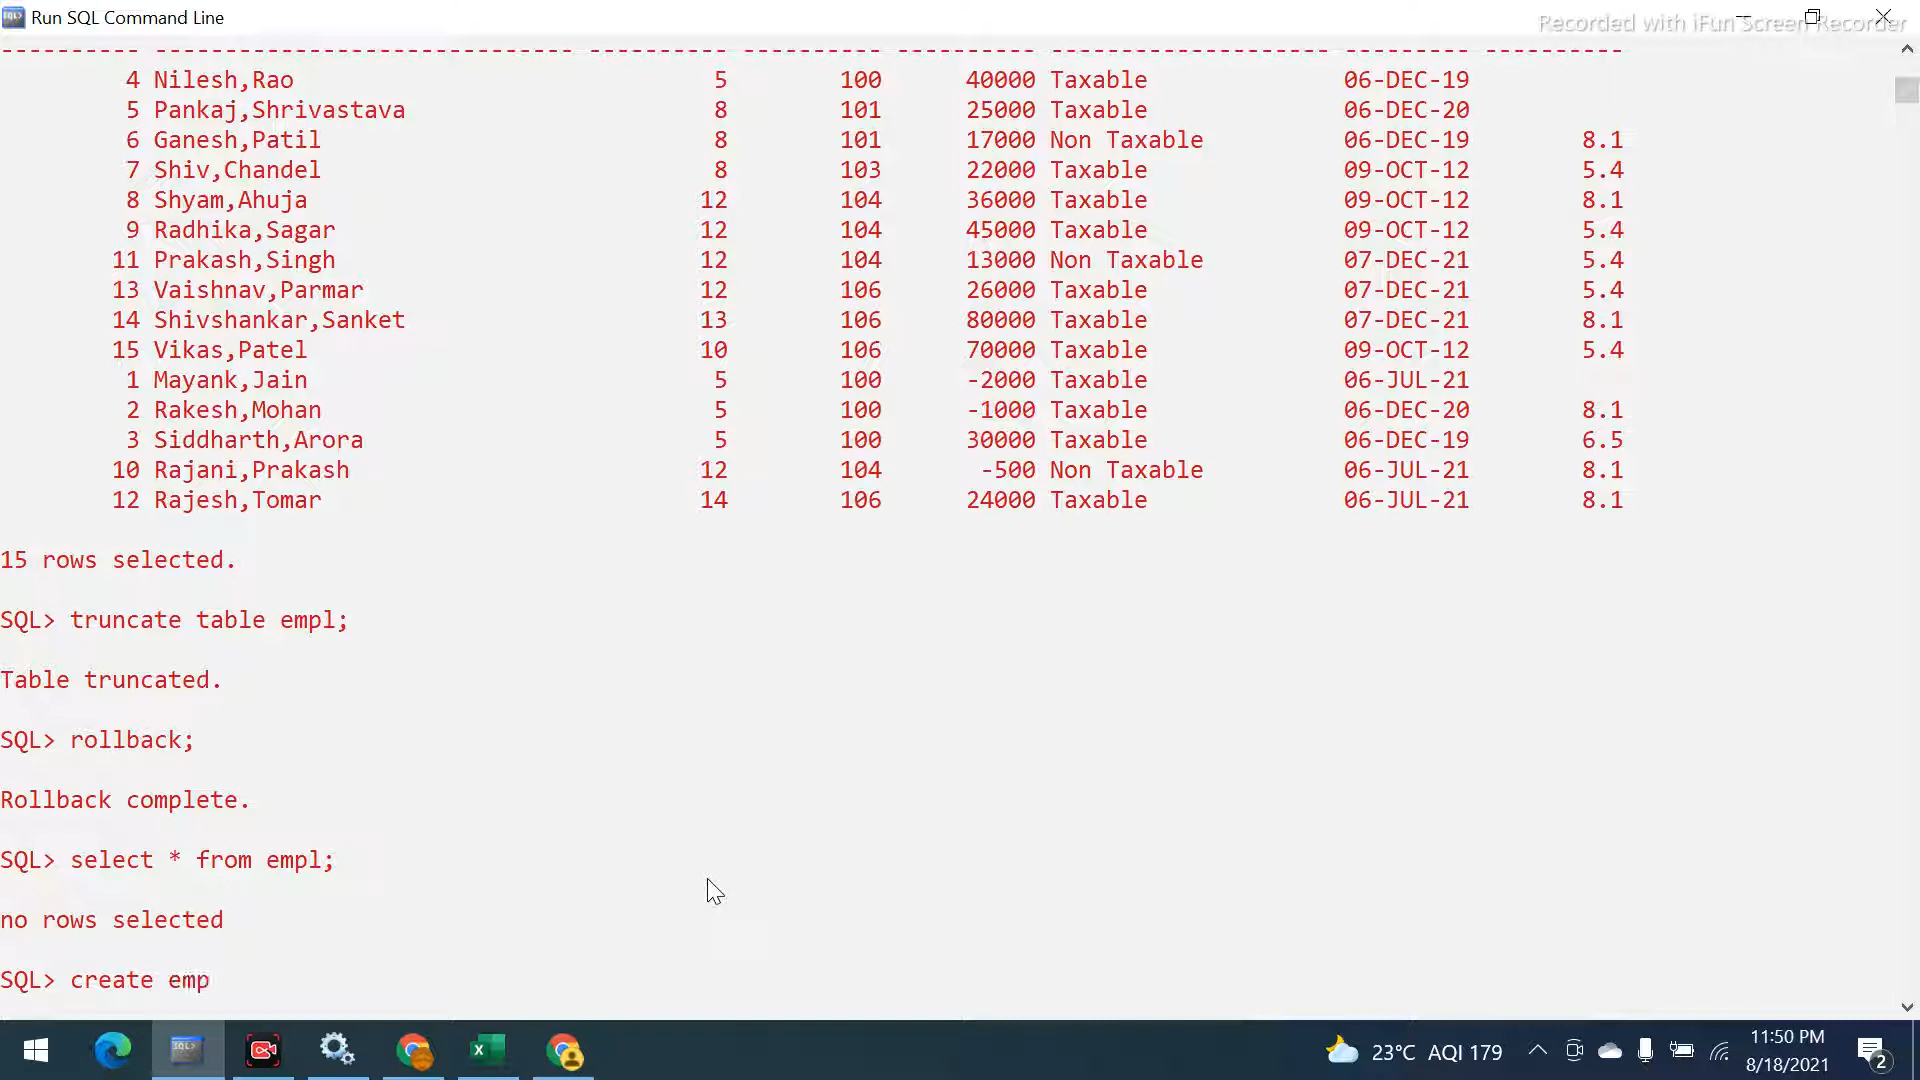 Run SQL Command Line
Recorded with iFun Screen Recorder
---------- ------------------------------ ---------- ---------- ---------- -------------------- --------- ----------
4 Nilesh,Rao 5 100 40000 Taxable 06-DEC-19
5 Pankaj,Shrivastava 8 101 25000 Taxable 06-DEC-20
6 Ganesh,Patil 8 101 17000 Non Taxable 06-DEC-19 8.1
7 Shiv,Chandel 8 103 22000 Taxable 09-OCT-12 5.4
8 Shyam,Ahuja 12 104 36000 Taxable 09-OCT-12 8.1
9 Radhika,Sagar 12 104 45000 Taxable 09-OCT-12 5.4
11 Prakash,Singh 12 104 13000 Non Taxable 07-DEC-21 5.4
13 Vaishnav,Parmar 12 106 26000 Taxable 07-DEC-21 5.4
14 Shivshankar,Sanket 13 106 80000 Taxable 07-DEC-21 8.1
15 Vikas,Patel 10 106 70000 Taxable 09-OCT-12 5.4
1 Mayank,Jain 5 100 -2000 Taxable 06-JUL-21
2 Rakesh,Mohan 5 100 -1000 Taxable 06-DEC-20 8.1
3 Siddharth,Arora 5 100 30000 Taxable 06-DEC-19 6.5
10 Rajani,Prakash 12 104 -500 Non Taxable 06-JUL-21 8.1
12 Rajesh,Tomar 14 106 24000 Taxable 06-JUL-21 8.1
15 rows selected.
SQL> truncate table empl;
Table truncated.
SQL> rollback;
Rollback complete.
SQL> select * from empl;
no rows selected
SQL> create emp
23°C AQI 179
11:50 PM
8/18/2021
2